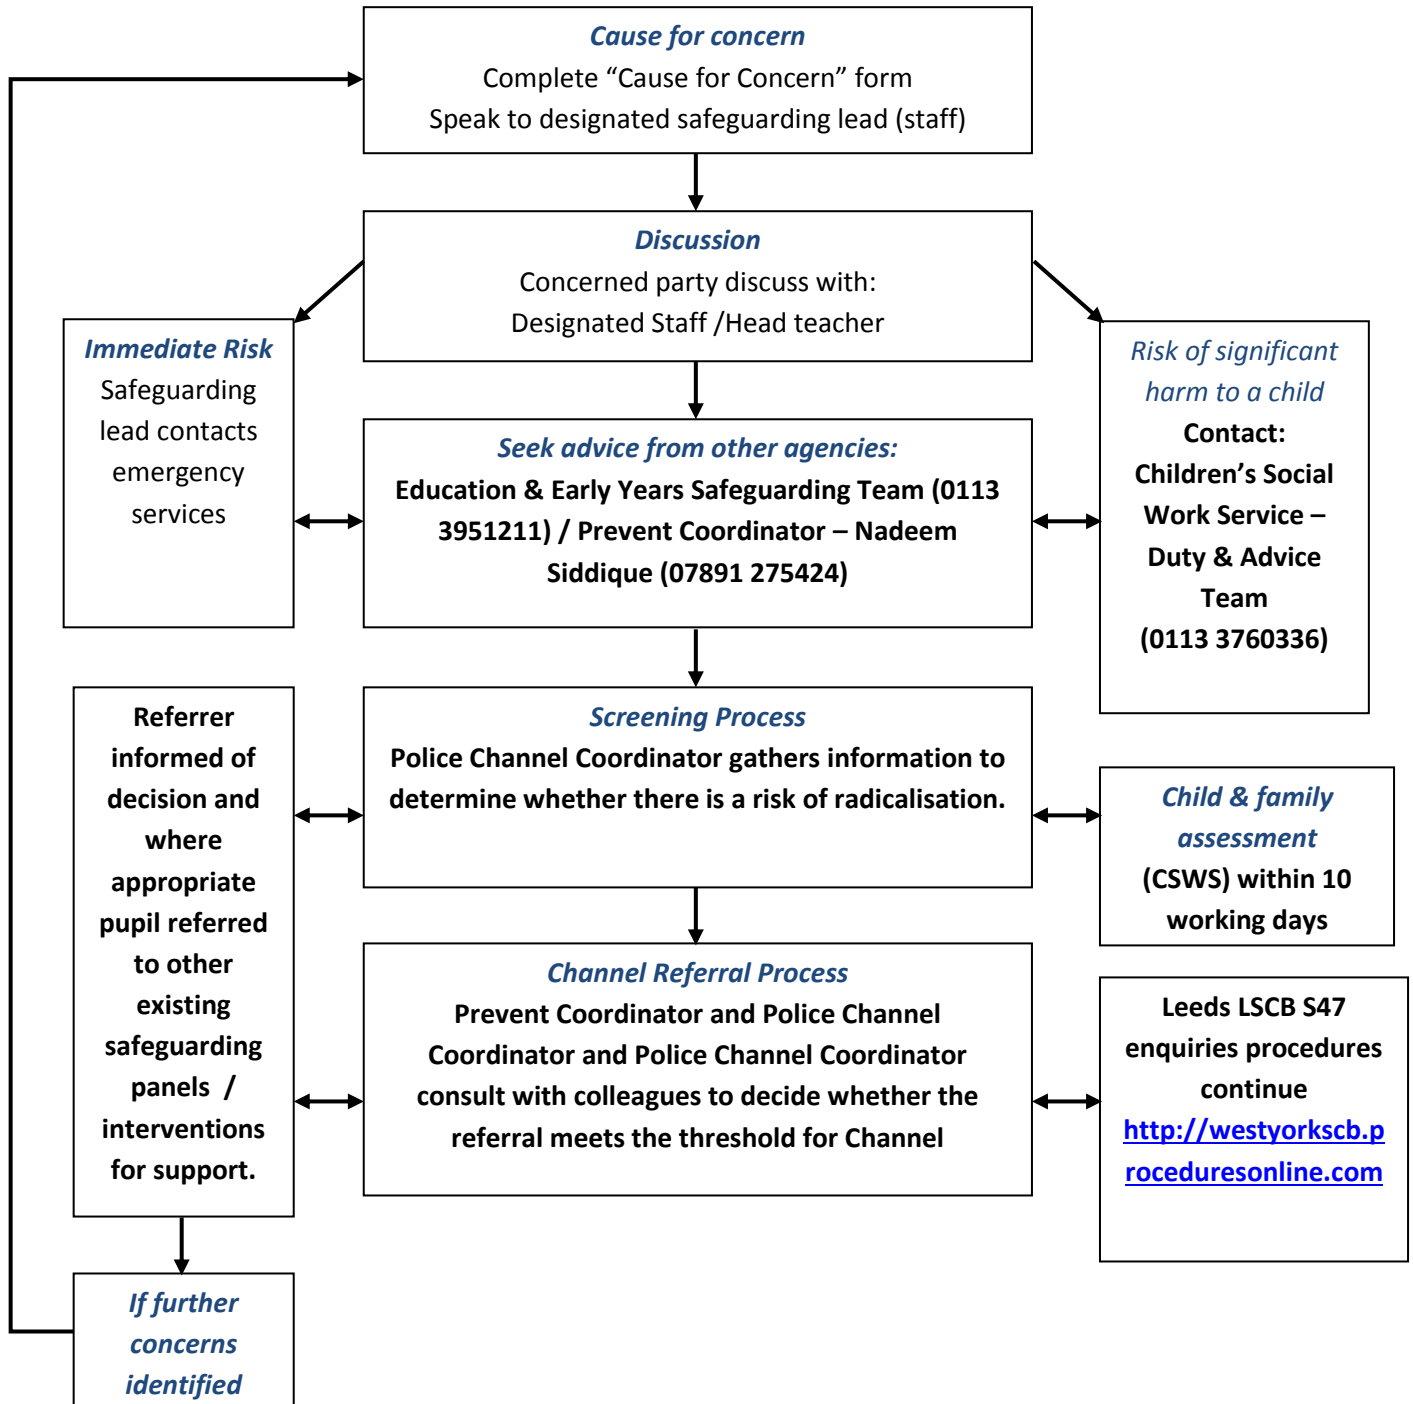 Cause for concern
Complete “Cause for Concern” form
Speak to designated safeguarding lead (staff)
Discussion
Concerned party discuss with:
Designated Staff /Head teacher
Immediate Risk
Safeguarding
lead contacts
emergency
services
Seek advice from other agencies:
Education & Early Years Safeguarding Team (0113
3951211) / Prevent Coordinator – Nadeem
Siddique (07891 275424)
Risk of significant
harm to a child
Contact:
Children’s Social
Work Service –
Duty & Advice
Team
(0113 3760336)
Referrer
informed of
decision and
where
appropriate
pupil referred
to other
existing
safeguarding
panels /
interventions
for support.
Screening Process
Police Channel Coordinator gathers information to
determine whether there is a risk of radicalisation.
Child & family
assessment
(CSWS) within 10
working days
Channel Referral Process
Prevent Coordinator and Police Channel
Coordinator and Police Channel Coordinator
consult with colleagues to decide whether the
referral meets the threshold for Channel
Leeds LSCB S47
enquiries procedures
continue
http://westyorkscb.p
roceduresonline.com
If further
concerns
identified